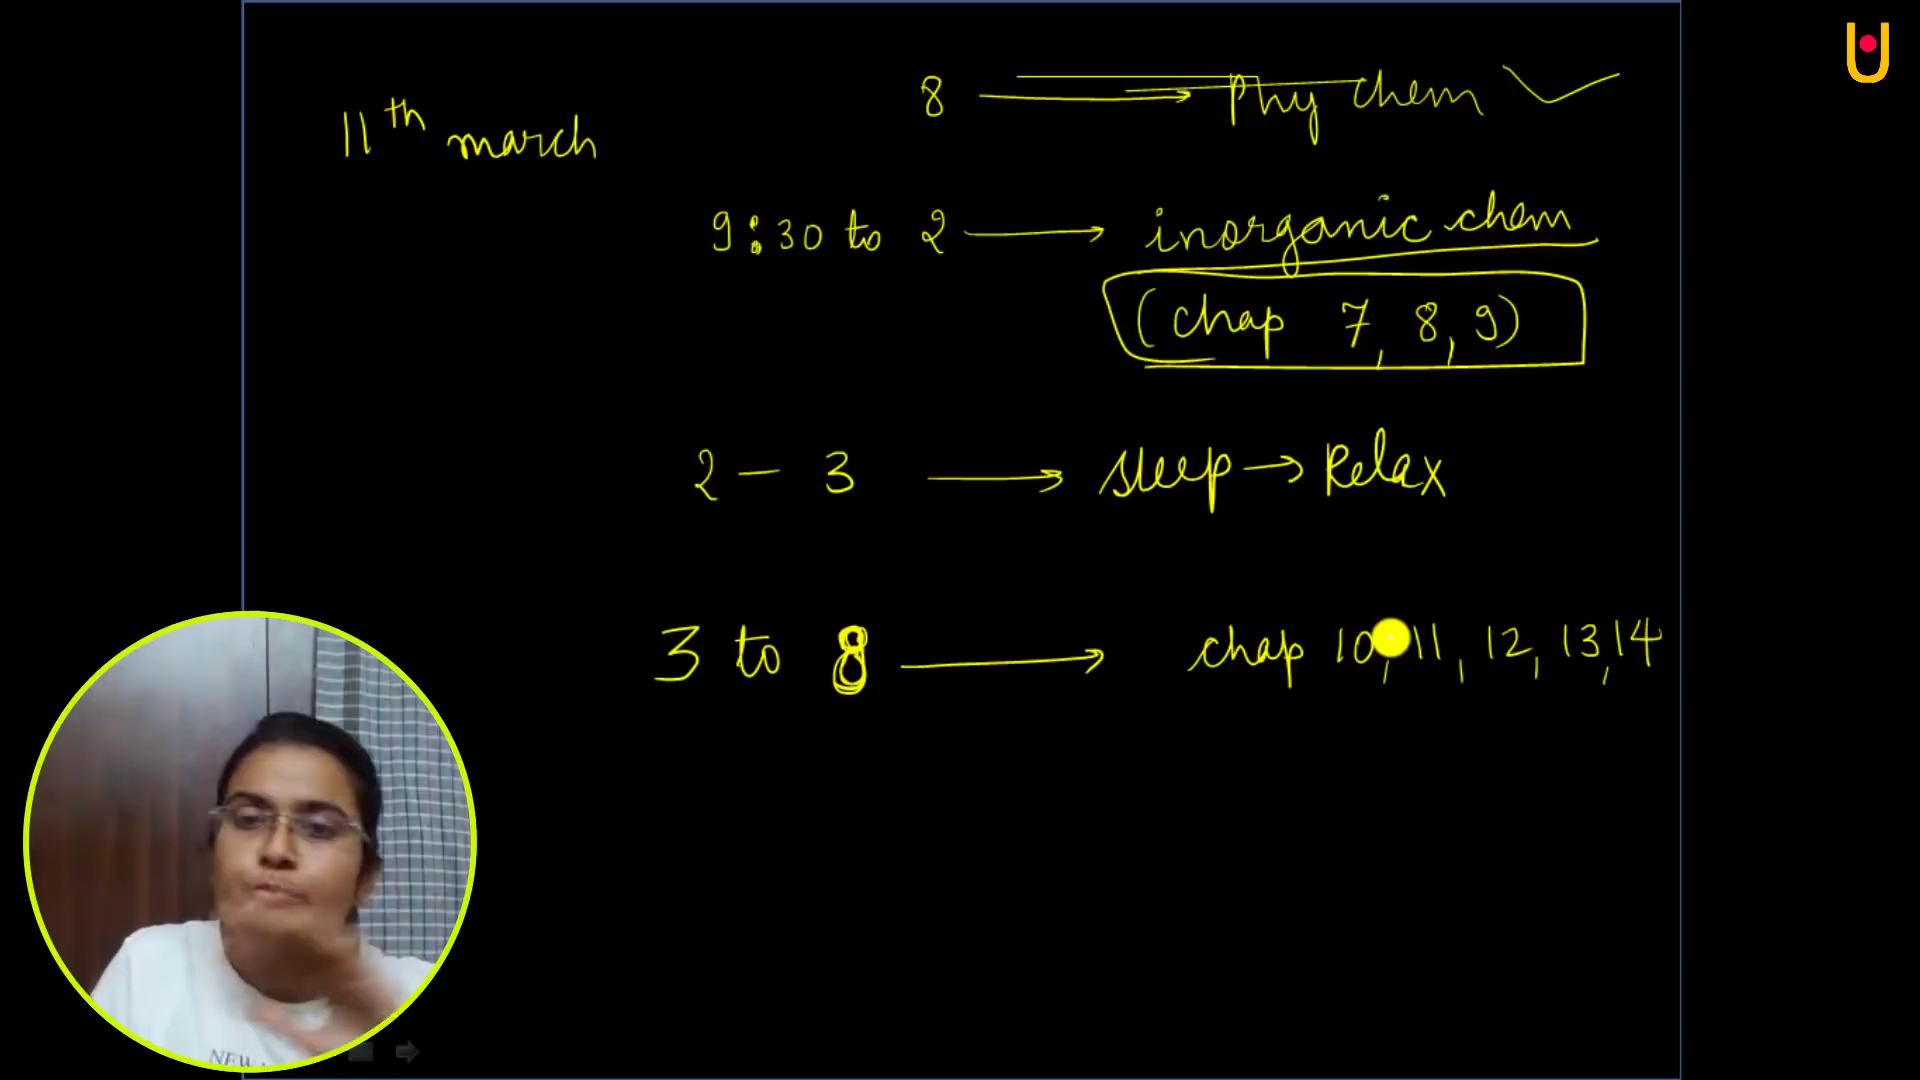 8 → Phy chem
11th march
9:30 to 2 → inorganic chem
(chap 7, 8, 9)
2 - 3 → sleep → Relax
3 to 8 → chap 10, 11, 12, 13, 14
NEW